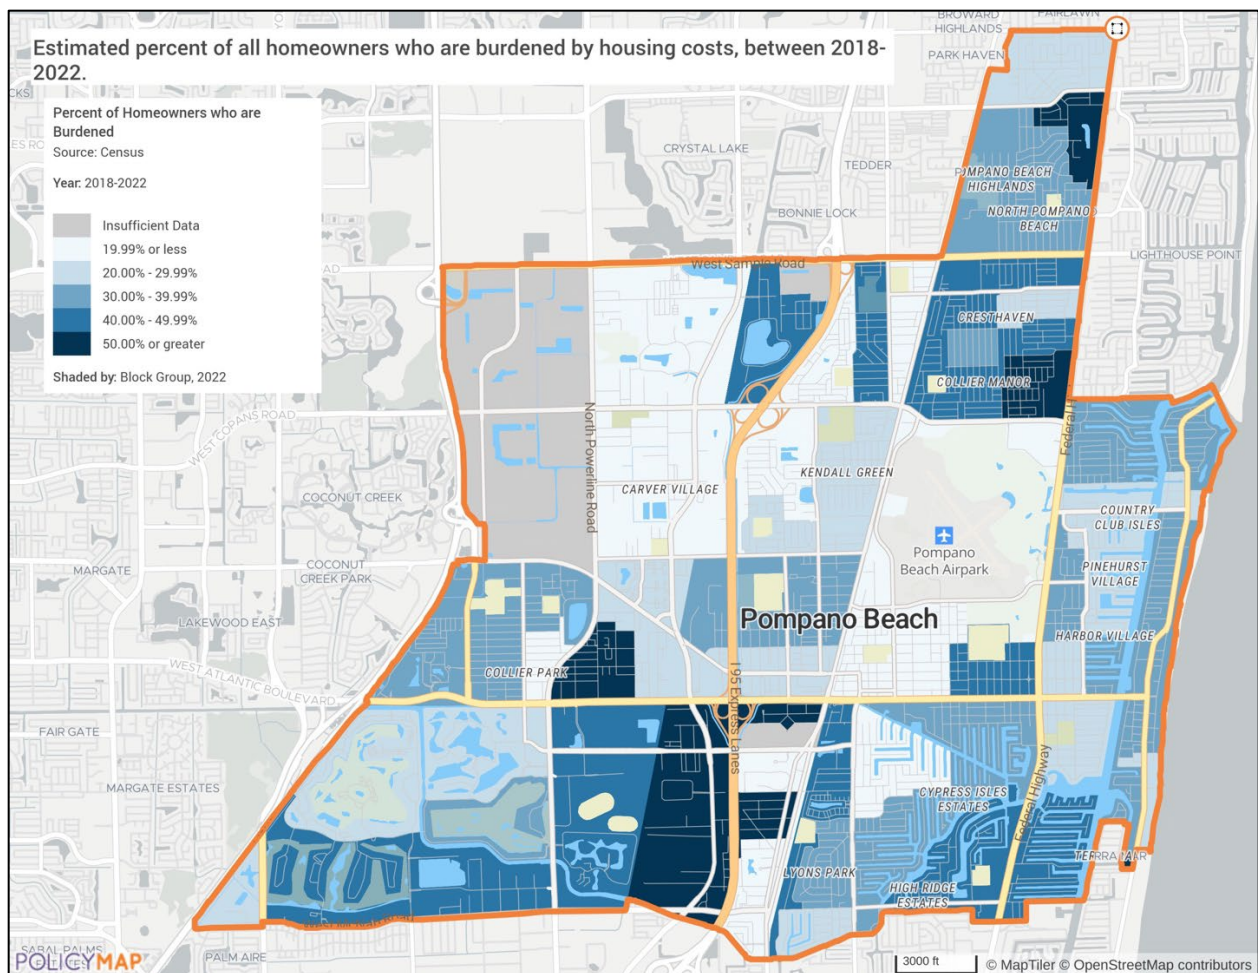 Estimated percent of all homeowners who are burdened by housing costs, between 2018-
2022.
Percent of Homeowners who are
Burdened
Source: Census
Year: 2018-2022
Insufficient Data
19.99% or less
20.00% - 29.99%
30.00% - 39.99%
40.00% - 49.99%
50.00% or greater
Shaded by: Block Group, 2022
BROWARD
HIGHLANDS
FAIRLAWN
PARK HAVEN
CRYSTAL LAKE
TEDDER
POMPANO BEACH
HIGHLANDS
NORTH POMPANO
BEACH
BONNIE LOCK
LIGHTHOUSE POINT
West Sample Road
CRESTHAVEN
COLLIER MANOR
WEST COPANS ROAD
North Powerline Road
Federal H
KENDALL GREEN
CARVER VILLAGE
COCONUT CREEK
COUNTRY
CLUB ISLES
Pompano
Beach Airpark
MARGATE
COCONUT
CREEK PARK
PINEHURST
VILLAGE
LAKEWOOD EAST
Pompano Beach
HARBOR VILLAGE
COLLIER PARK
WEST ATLANTIC BOULEVARD
I 95 Express Lanes
FAIR GATE
MARGATE ESTATES
CYPRESS ISLES
ESTATES
Federal Highway
TERRA MAR
LYONS PARK
HIGH RIDGE
ESTATES
SABAL PALMS
PALM AIRE
POLICYMAP
3000 ft
© MapTiler © OpenStreetMap contributors